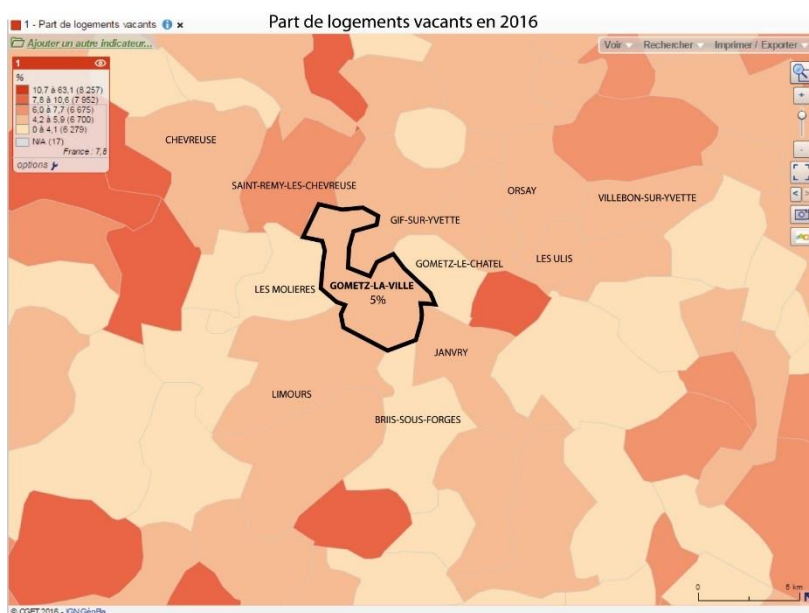 1 - Part de logements vacants
Part de logements vacants en 2016
Ajouter un autre indicateur...
Voir
Rechercher
Imprimer / Exporter
1
%
10,7 à 63,1 (8 257)
7,8 à 10,6 (7 952)
6,0 à 7,7 (6 675)
4,2 à 5,9 (6 700)
0 à 4,1 (6 279)
N/A (17)
France : 7,8
options
+
-
< >
CHEVREUSE
SAINT-REMY-LES-CHEVREUSE
ORSAY
VILLEBON-SUR-YVETTE
GIF-SUR-YVETTE
GOMETZ-LE-CHATEL
LES ULIS
LES MOLIERES
GOMETZ-LA-VILLE
5%
JANVRY
LIMOURS
BRIIS-SOUS-FORGES
0
6 km
© CGET 2016 - IGN GéoFla